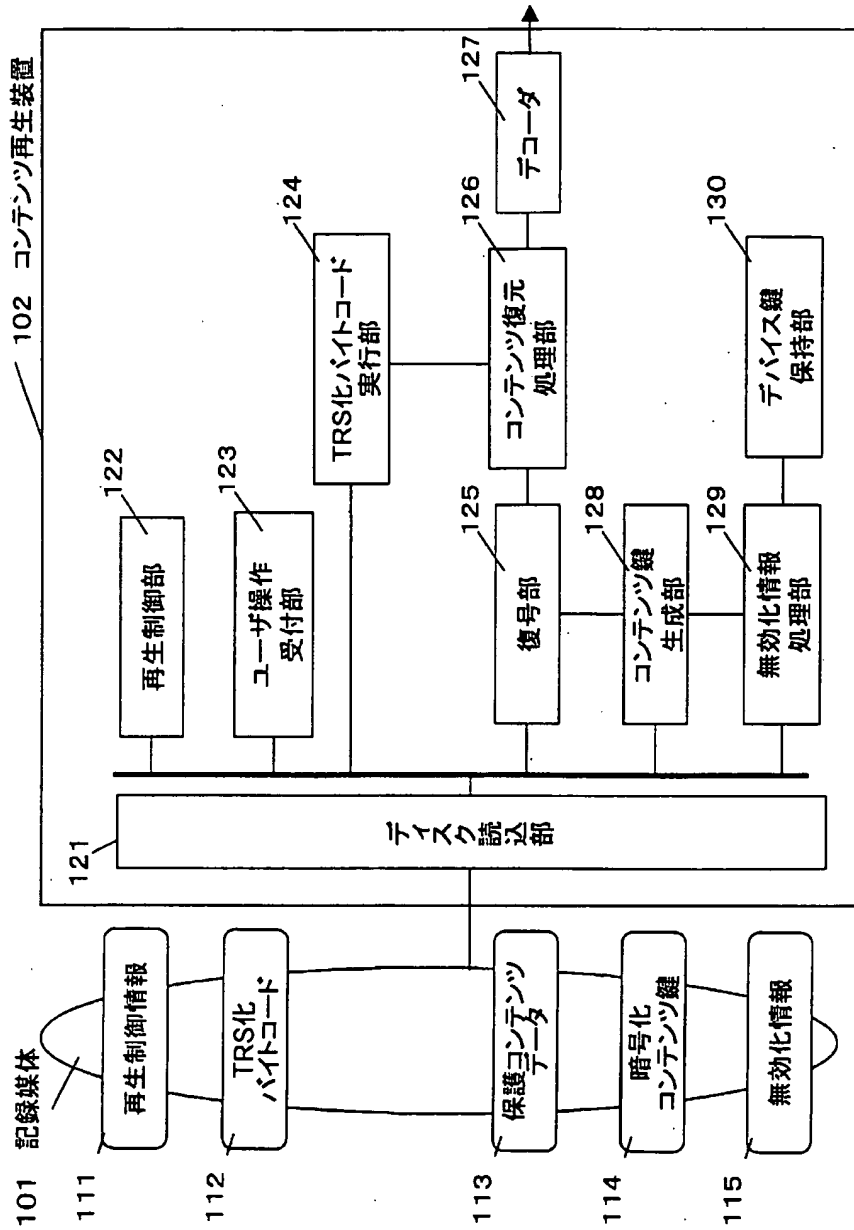 101 記録媒体
111
再生制御情報
112
TRS化
バイトコード
113
保護コンテンツ
データ
114
暗号化
コンテンツ鍵
115
無効化情報
102 コンテンツ再生装置
121
ディスク読込部
122
再生制御部
123
ユーザ操作
受付部
124
TRS化バイトコード
実行部
125
復号部
126
コンテンツ復元
処理部
127
デコーダ
128
コンテンツ鍵
生成部
129
無効化情報
処理部
130
デバイス鍵
保持部